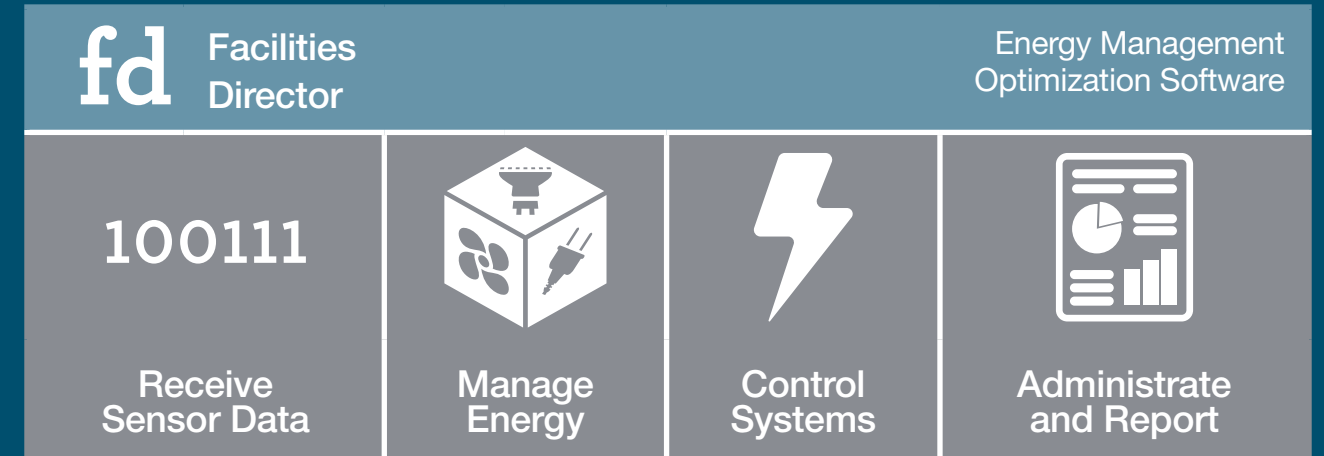 fd
Facilities
Director
Energy Management
Optimization Software
100111
Receive
Sensor Data
Manage
Energy
Control
Systems
Administrate
and Report